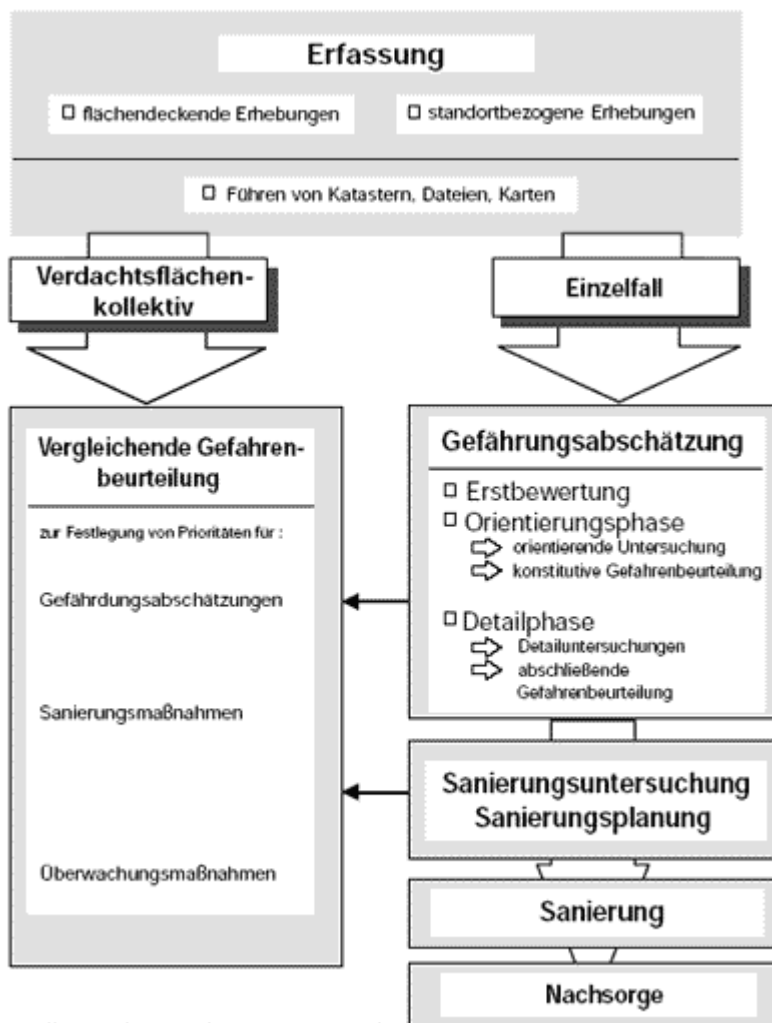 Erfassung
□ flächendeckende Erhebungen
□ standortbezogene Erhebungen
□ Führen von Katastern, Dateien, Karten
Verdachtsflächen-
kollektiv
Einzelfall
Vergleichende Gefahren-
beurteilung
zur Festlegung von Prioritäten für :
Gefährdungsabschätzungen
Sanierungsmaßnahmen
Überwachungsmaßnahmen
Gefährungsabschätzung
□ Erstbewertung
□ Orientierungsphase
⇨ orientierende Untersuchung
⇨ konstitutive Gefahrenbeurteilung
□ Detailphase
⇨ Detailuntersuchungen
⇨ abschließende
Gefahrenbeurteilung
Sanierungsuntersuchung
Sanierungsplanung
Sanierung
Nachsorge